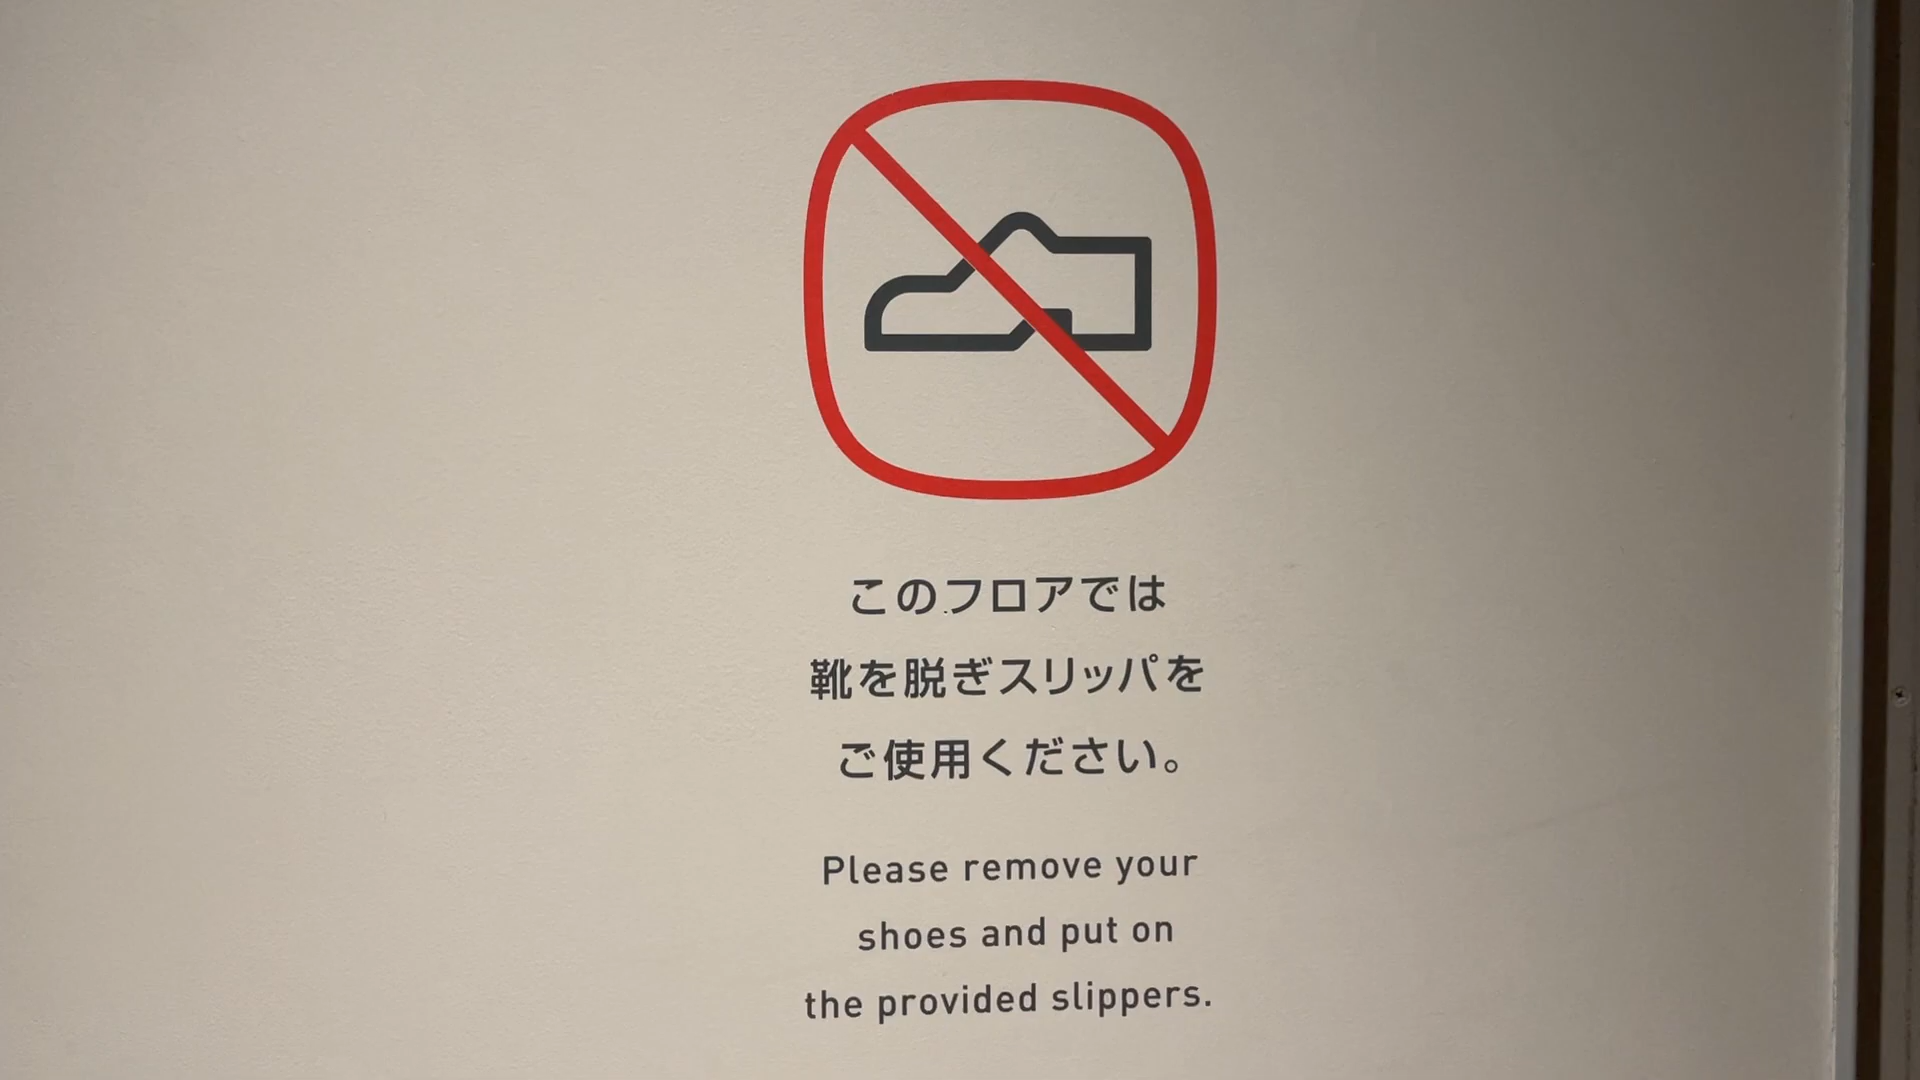 このフロアでは
靴を脱ぎスリッパを
ご使用ください。
Please remove your
shoes and put on
the provided slippers.